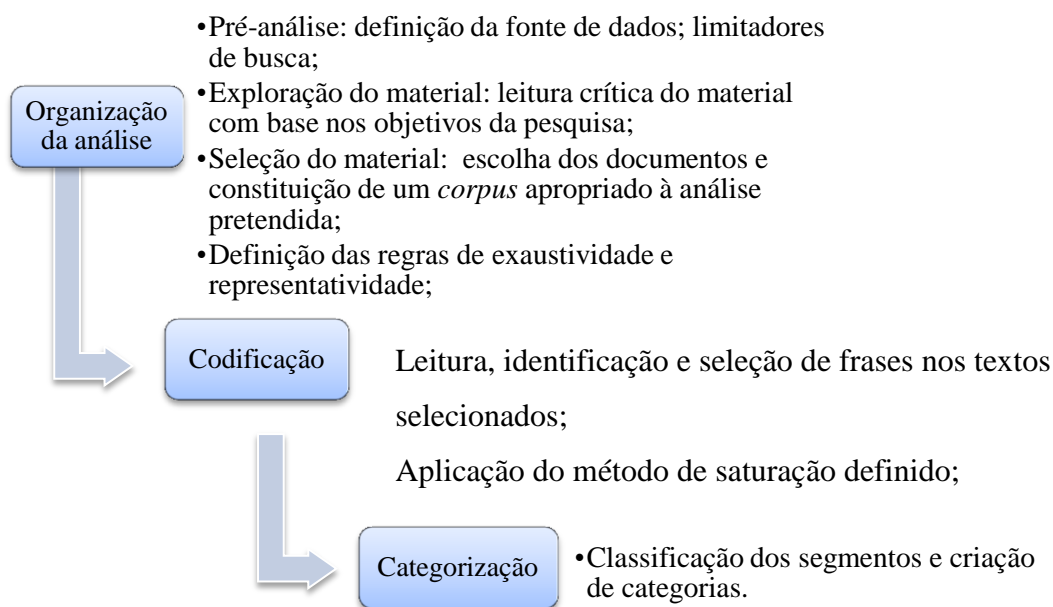 •Pré-análise: definição da fonte de dados; limitadores
de busca;
Organização
da análise
•Exploração do material: leitura crítica do material
com base nos objetivos da pesquisa;
•Seleção do material: escolha dos documentos e
constituição de um corpus apropriado à análise
pretendida;
•Definição das regras de exaustividade e
representatividade;
Codificação
Leitura, identificação e seleção de frases nos textos
selecionados;
Aplicação do método de saturação definido;
Categorização
•Classificação dos segmentos e criação
de categorias.